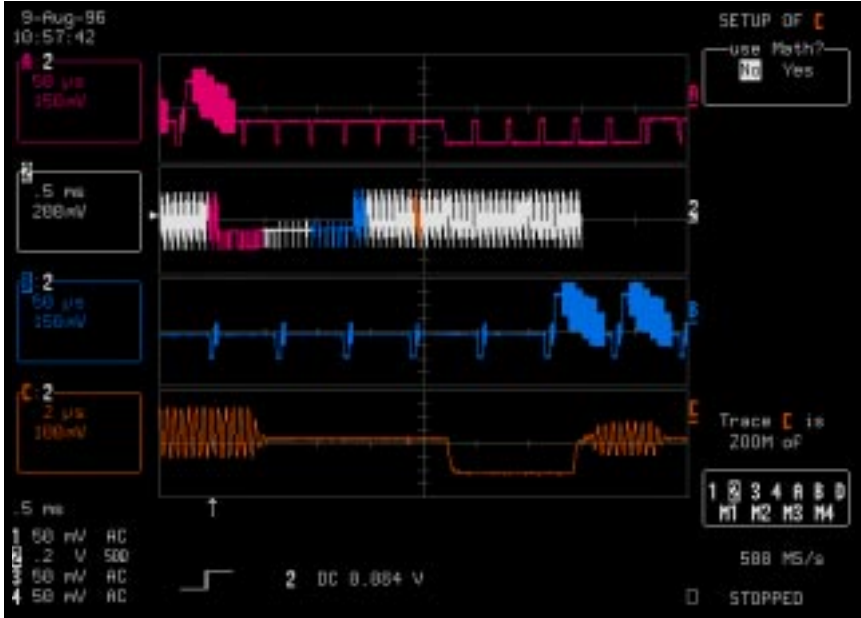 9-Aug-96
10:57:42
SETUP OF C
use Math?
No Yes
A:2
50 µs
150mV
A
2
.5 ms
200mV
2
B:2
50 µs
150mV
B
C:2
2 µs
100mV
C
Trace C is
ZOOM of
1 2 3 4 A B D
M1 M2 M3 M4
.5 ms
1 50 mV AC
2 .2 V 50Ω
3 50 mV AC
4 50 mV AC
2 DC 0.084 V
500 MS/s
STOPPED